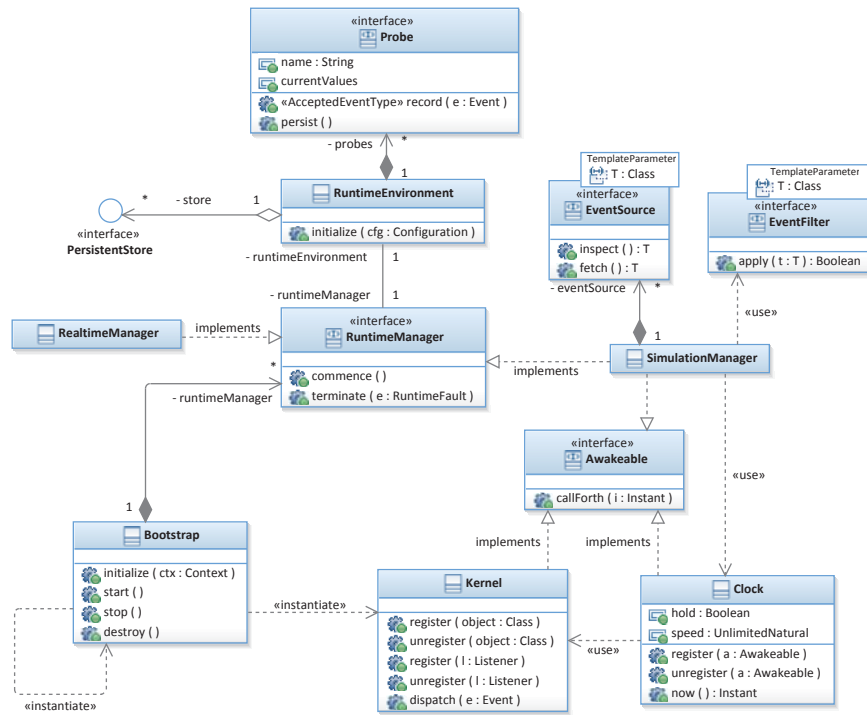 «interface»
Probe
name : String
currentValues
«AcceptedEventType» record ( e : Event )
persist ( )
- probes
*
1
RuntimeEnvironment
initialize ( cfg : Configuration )
*
- store
1
«interface»
PersistentStore
- runtimeEnvironment
1
- runtimeManager
1
TemplateParameter
T : Class
«interface»
EventSource
inspect ( ) : T
fetch ( ) : T
- eventSource
*
1
TemplateParameter
T : Class
«interface»
EventFilter
apply ( t : T ) : Boolean
«use»
RealtimeManager
implements
«interface»
RuntimeManager
commence ( )
terminate ( e : RuntimeFault )
implements
SimulationManager
*
- runtimeManager
1
«interface»
Awakeable
callForth ( i : Instant )
«use»
implements
implements
Bootstrap
initialize ( ctx : Context )
start ( )
stop ( )
destroy ( )
«instantiate»
«instantiate»
Kernel
register ( object : Class )
unregister ( object : Class )
register ( l : Listener )
unregister ( l : Listener )
dispatch ( e : Event )
«use»
Clock
hold : Boolean
speed : UnlimitedNatural
register ( a : Awakeable )
unregister ( a : Awakeable )
now ( ) : Instant